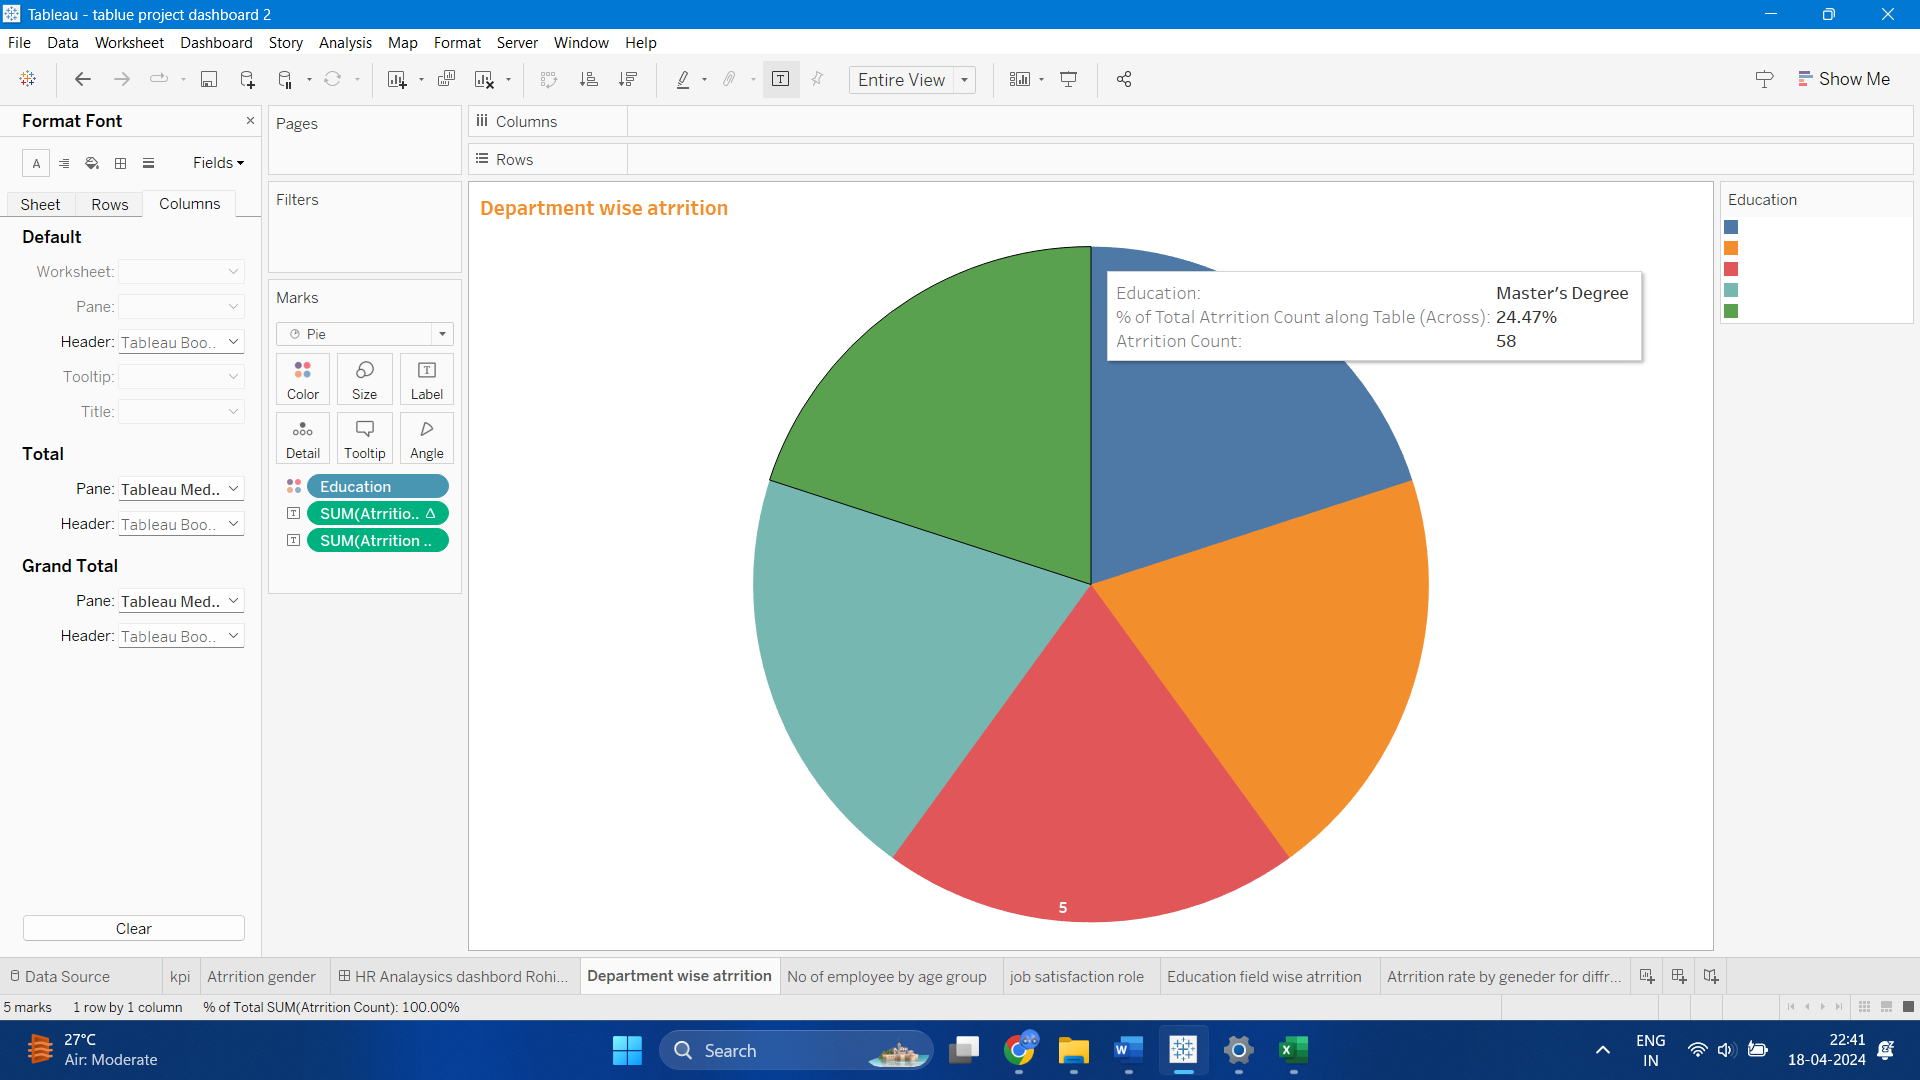 Tableau - tablue project dashboard 2
File Data Worksheet Dashboard Story Analysis Map Format Server Window Help
Entire View
Show Me
Format Font
Fields
Sheet Rows Columns
Default
Worksheet:
Pane:
Header: Tableau Boo..
Tooltip:
Title:
Total
Pane: Tableau Med..
Header: Tableau Boo..
Grand Total
Pane: Tableau Med..
Header: Tableau Boo..
Clear
Pages
Filters
Marks
Pie
Color Size Label
Detail Tooltip Angle
Education
SUM(Atrritio.. Δ
SUM(Atrrition ..
Columns
Rows
Department wise atrrition
Education: Master's Degree
% of Total Atrrition Count along Table (Across): 24.47%
Atrrition Count: 58
5
Education
Data Source kpi Atrrition gender HR Analaysics dashbord Rohi... Department wise atrrition No of employee by age group job satisfaction role Education field wise atrrition Atrrition rate by geneder for diffr...
5 marks 1 row by 1 column % of Total SUM(Atrrition Count): 100.00%
27°C
Air: Moderate
Search
ENG
IN
22:41
18-04-2024